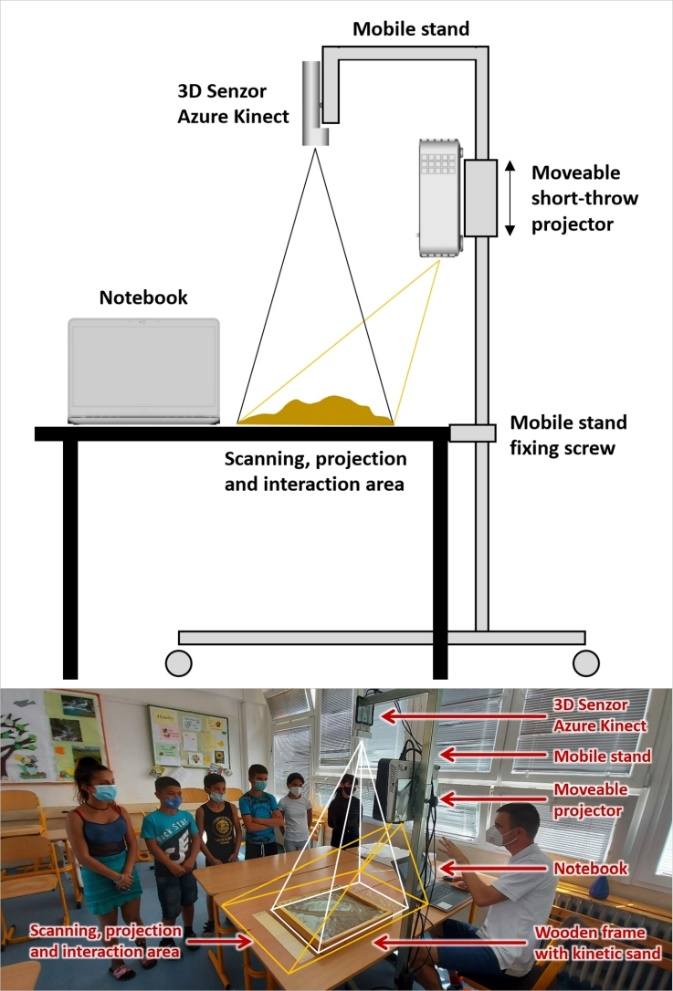 Mobile stand
3D Senzor
Azure Kinect
Moveable
short-throw
projector
Notebook
Mobile stand
fixing screw
Scanning, projection
and interaction area
3D Senzor
Azure Kinect
Mobile stand
Moveable
projector
Notebook
Scanning, projection
and interaction area
Wooden frame
with kinetic sand